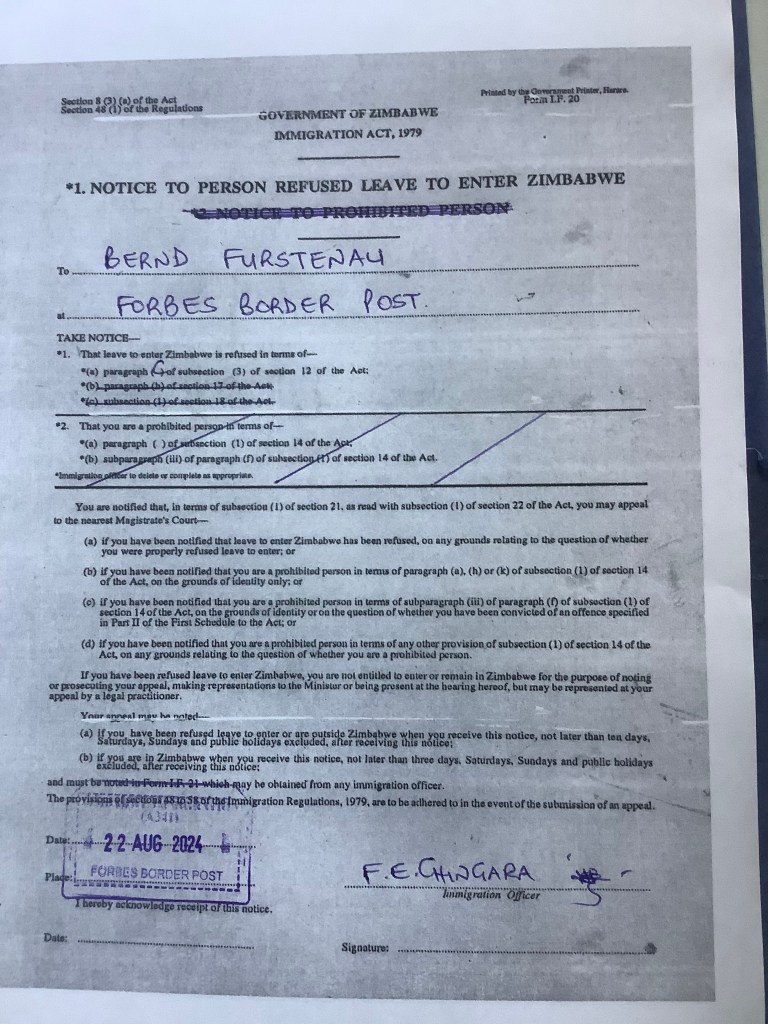 Section 8 (3) (a) of the Act
Section 48 (1) of the Regulations
Printed by the Government Printer, Harare.
Form I.F. 20
GOVERNMENT OF ZIMBABWE
IMMIGRATION ACT, 1979
*1. NOTICE TO PERSON REFUSED LEAVE TO ENTER ZIMBABWE
*2. NOTICE TO PROHIBITED PERSON
To BERND FURSTENAU
at FORBES BORDER POST.
TAKE NOTICE—
*1. That leave to enter Zimbabwe is refused in terms of—
*(a) paragraph of subsection (3) of section 12 of the Act;
*(b) paragraph (b) of section 17 of the Act;
*(c) subsection (1) of section 18 of the Act.
*2. That you are a prohibited person in terms of—
*(a) paragraph ( ) of subsection (1) of section 14 of the Act;
*(b) subparagraph (iii) of paragraph (f) of subsection (1) of section 14 of the Act.
*Immigration officer to delete or complete as appropriate.
You are notified that, in terms of subsection (1) of section 21, as read with subsection (1) of section 22 of the Act, you may appeal
to the nearest Magistrate's Court—
(a) if you have been notified that leave to enter Zimbabwe has been refused, on any grounds relating to the question of whether
you were properly refused leave to enter; or
(b) if you have been notified that you are a prohibited person in terms of paragraph (a), (h) or (k) of subsection (1) of section 14
of the Act, on the grounds of identity only; or
(c) if you have been notified that you are a prohibited person in terms of subparagraph (iii) of paragraph (f) of subsection (1) of
section 14 of the Act, on the grounds of identity or on the question of whether you have been convicted of an offence specified
in Part II of the First Schedule to the Act; or
(d) if you have been notified that you are a prohibited person in terms of any other provision of subsection (1) of section 14 of the
Act, on any grounds relating to the question of whether you are a prohibited person.
If you have been refused leave to enter Zimbabwe, you are not entitled to enter or remain in Zimbabwe for the purpose of noting
or prosecuting your appeal, making representations to the Minister or being present at the hearing hereof, but may be represented at your
appeal by a legal practitioner.
Your appeal may be noted—
(a) if you have been refused leave to enter or are outside Zimbabwe when you receive this notice, not later than ten days,
Saturdays, Sundays and public holidays excluded, after receiving this notice;
(b) if you are in Zimbabwe when you receive this notice, not later than three days, Saturdays, Sundays and public holidays
excluded, after receiving this notice;
and must be noted in Form I.F. 21 which may be obtained from any immigration officer.
The provisions of sections 48 to 58 of the Immigration Regulations, 1979, are to be adhered to in the event of the submission of an appeal.
Date: 22 AUG 2024
Place: FORBES BORDER POST
F.E. CHINGARA
Immigration Officer
I hereby acknowledge receipt of this notice.
Date:
Signature: